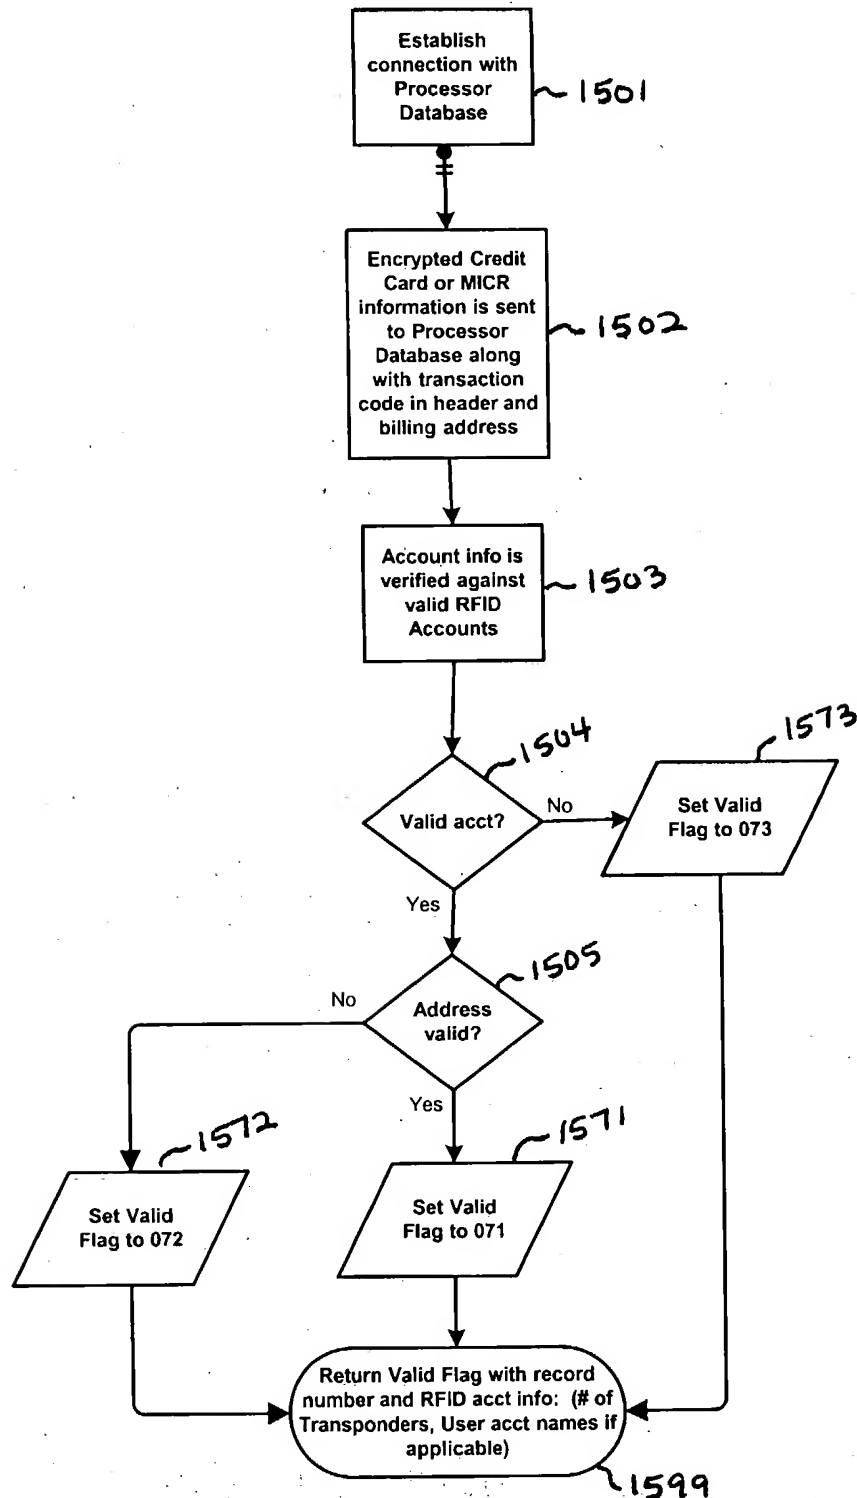 Establish
connection with
Processor
Database
1501
Encrypted Credit
Card or MICR
information is sent
to Processor
Database along
with transaction
code in header and
billing address
1502
Account info is
verified against
valid RFID
Accounts
1503
1504
Valid acct?
No
1573
Set Valid
Flag to 073
Yes
1505
Address
valid?
No
Yes
1572
Set Valid
Flag to 072
1571
Set Valid
Flag to 071
Return Valid Flag with record
number and RFID acct info: (# of
Transponders, User acct names if
applicable)
1599